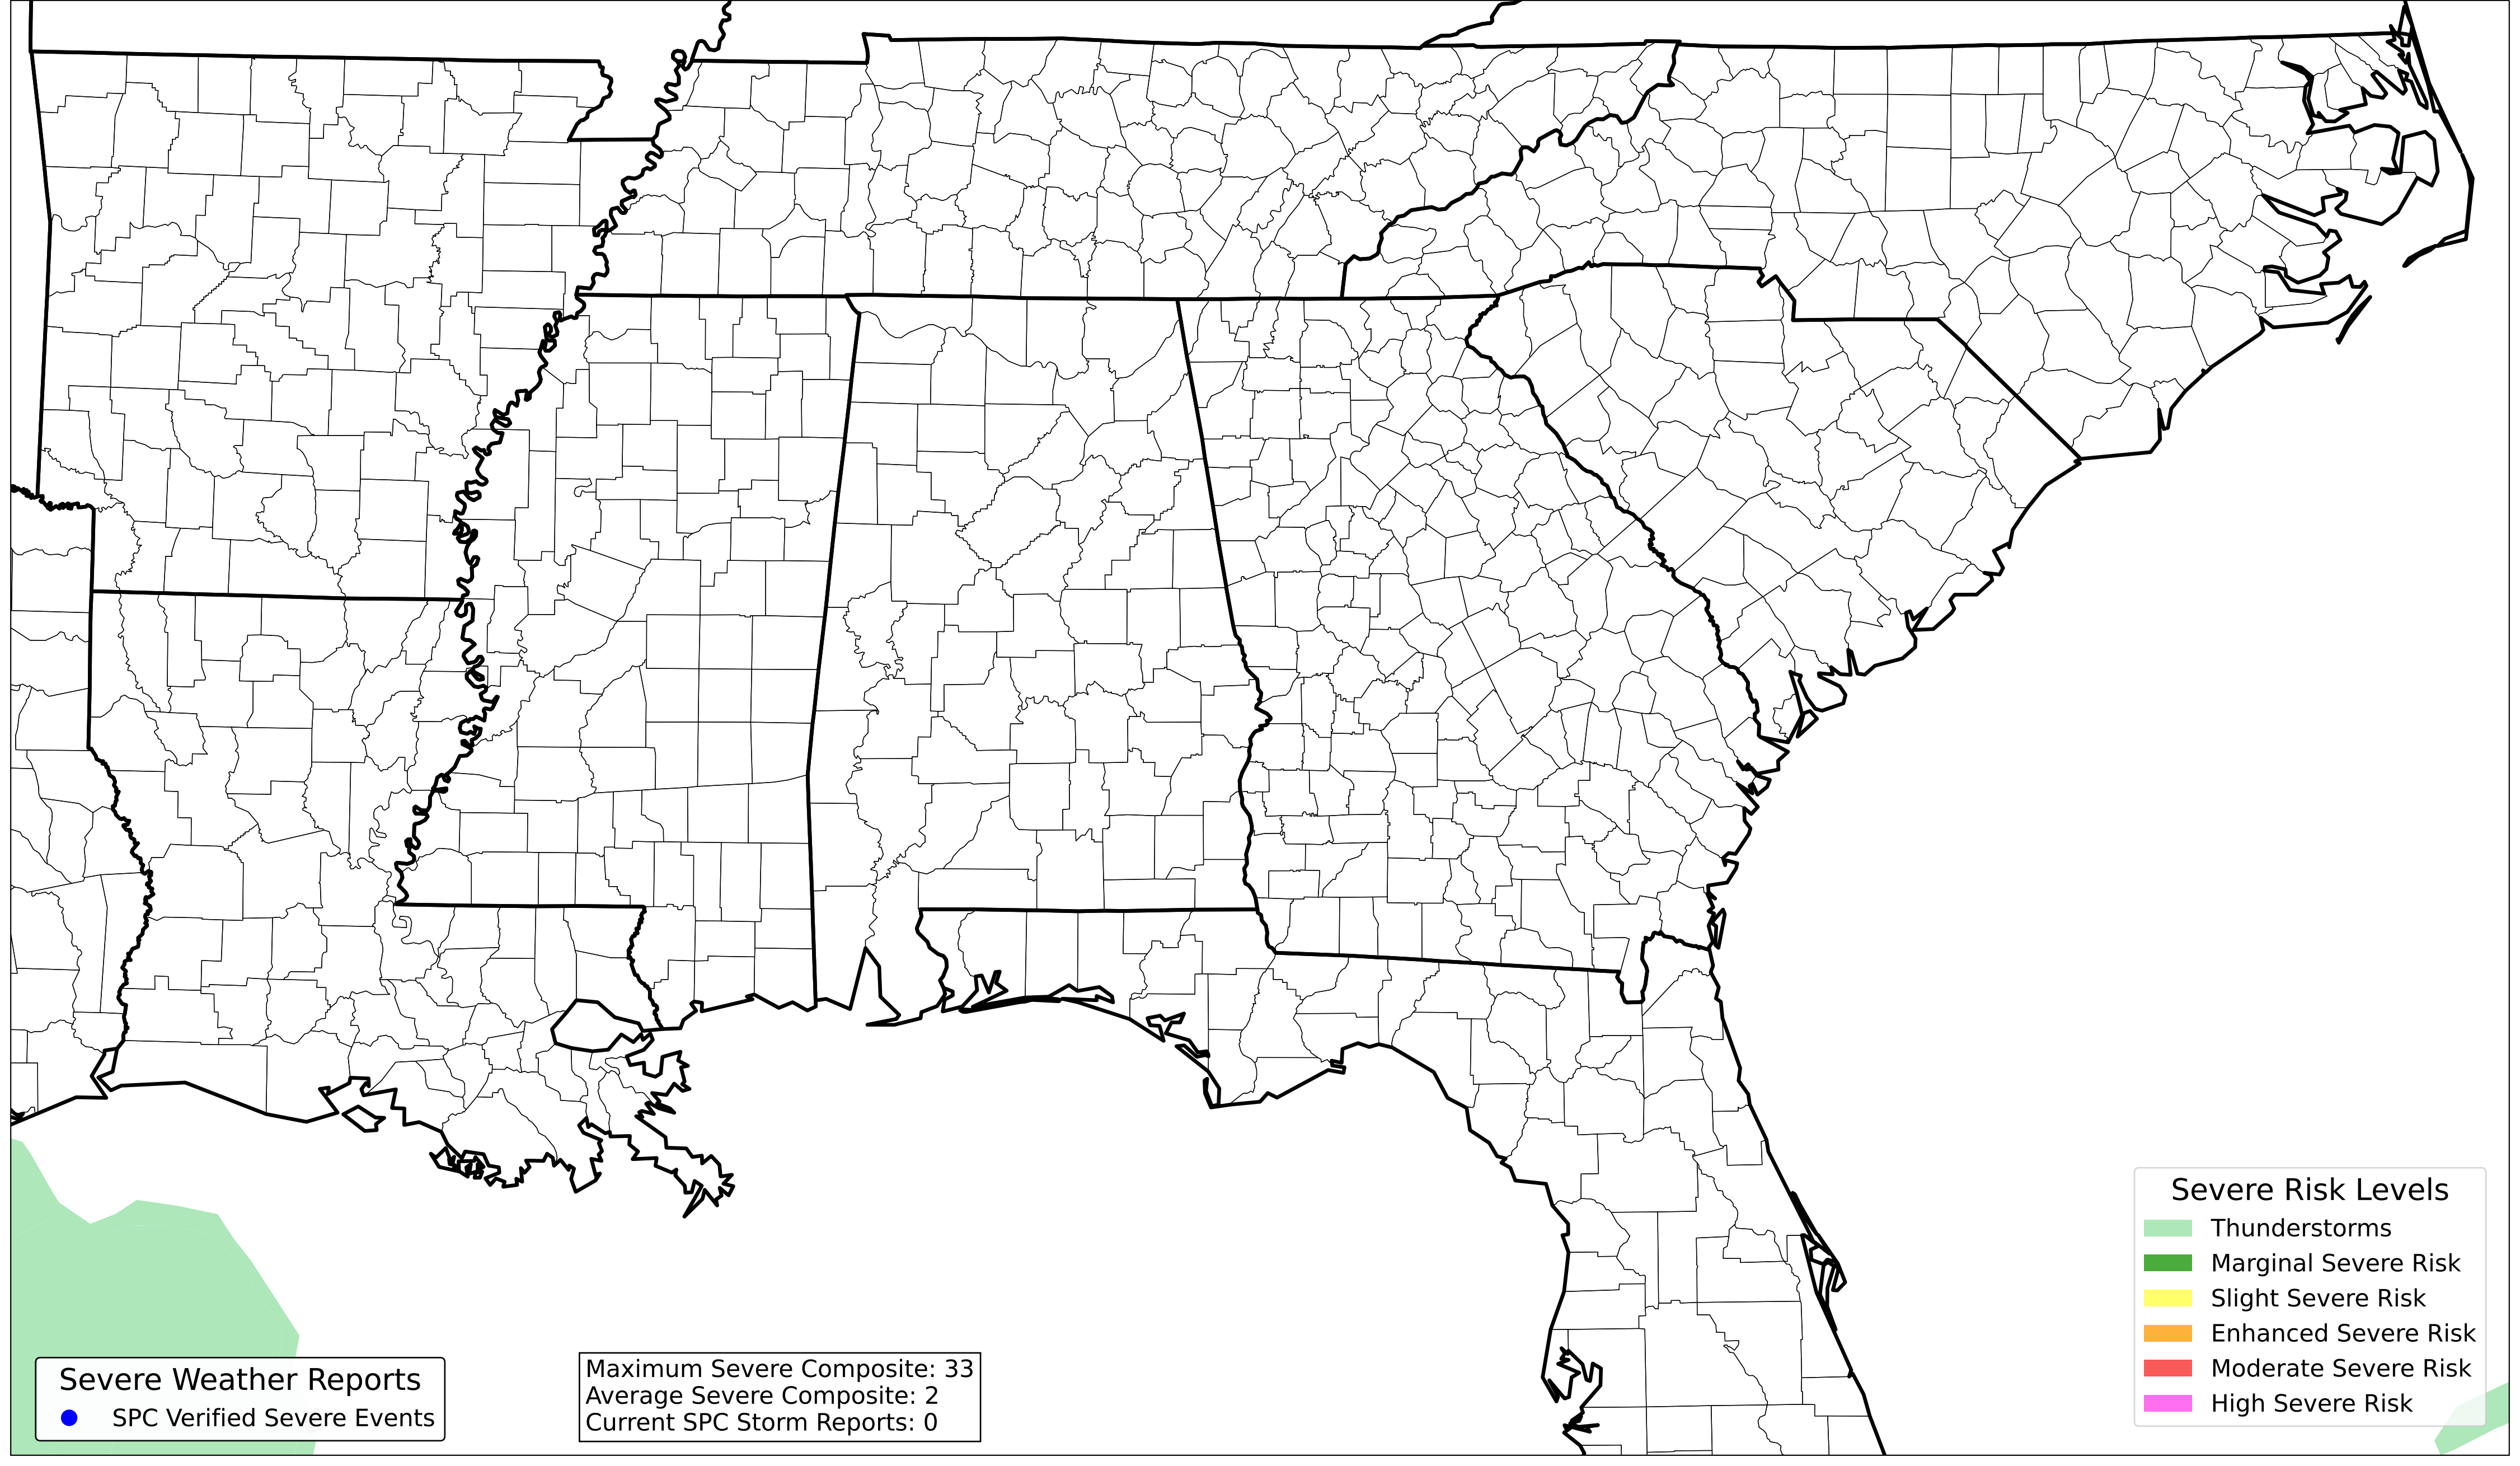 Severe Risk Levels
Thunderstorms
Marginal Severe Risk
Slight Severe Risk
Enhanced Severe Risk
Moderate Severe Risk
High Severe Risk
Severe Weather Reports
SPC Verified Severe Events
Maximum Severe Composite: 33
Average Severe Composite: 2
Current SPC Storm Reports: 0